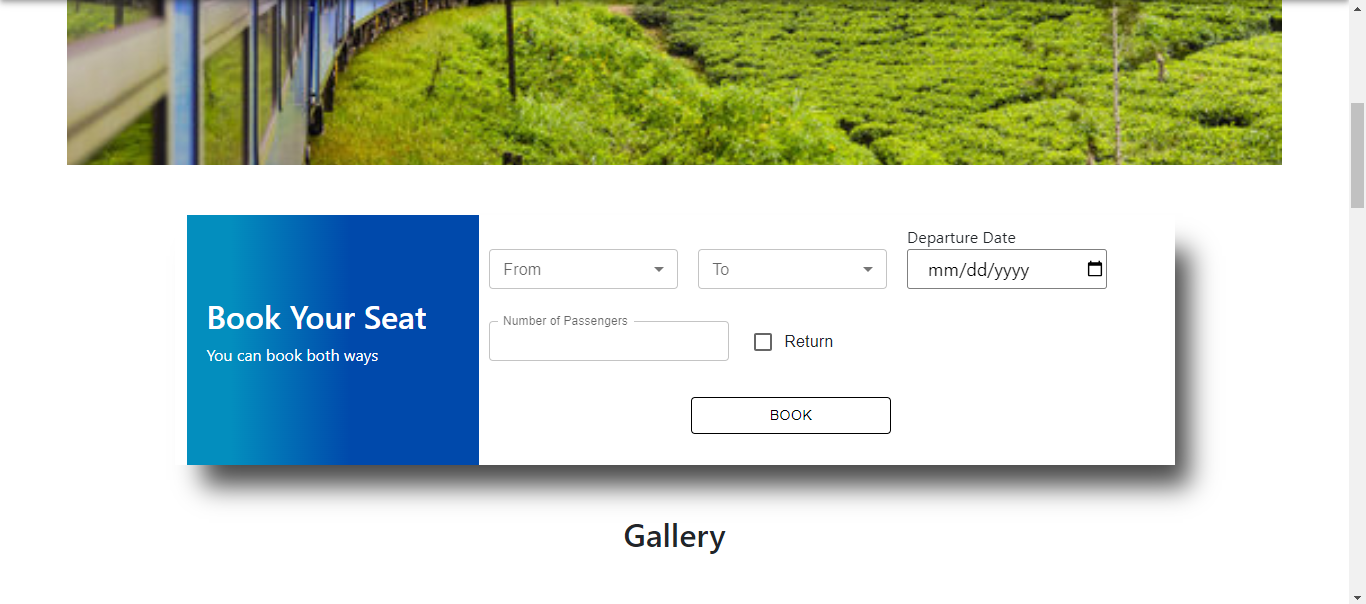 Departure Date
From
To
mm/dd/yyyy
Book Your Seat
You can book both ways
Number of Passengers
Return
BOOK
Gallery